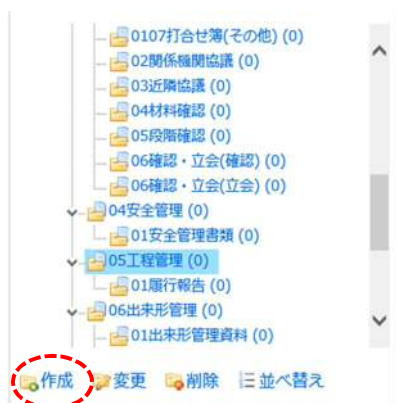 0107打合せ簿(その他) (0)
02関係機関協議 (0)
03近隣協議 (0)
04材料確認 (0)
05段階確認 (0)
06確認・立会(確認) (0)
06確認・立会(立会) (0)
04安全管理 (0)
01安全管理書類 (0)
05工程管理 (0)
01履行報告 (0)
06出来形管理 (0)
01出来形管理資料 (0)
作成 変更 削除 並べ替え